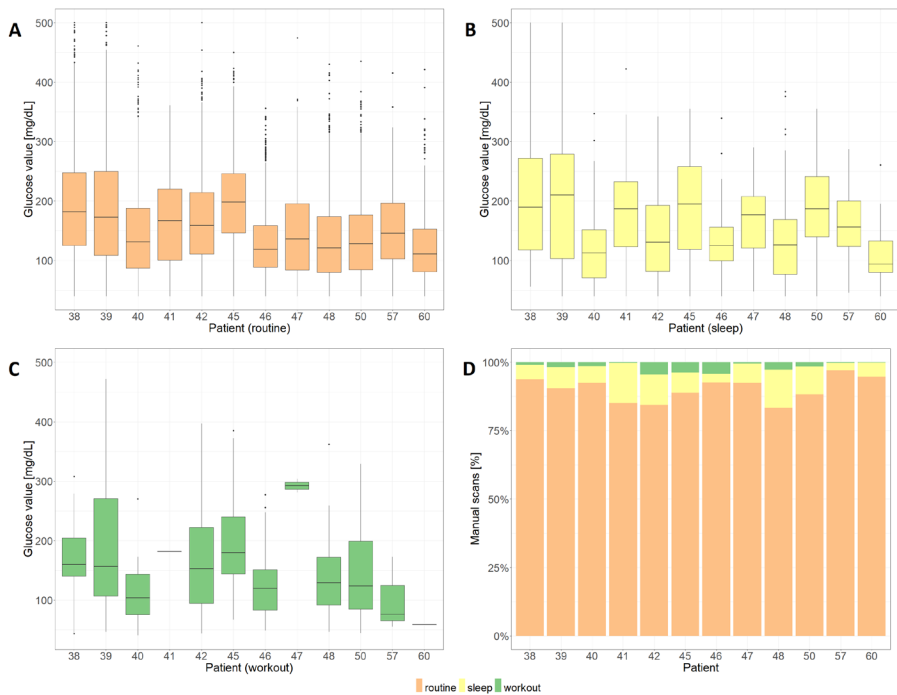 A
Glucose value [mg/dL]
500
400
300
200
100
38 39 40 41 42 45 46 47 48 50 57 60
Patient (routine)
B
Glucose value [mg/dL]
500
400
300
200
100
38 39 40 41 42 45 46 47 48 50 57 60
Patient (sleep)
C
Glucose value [mg/dL]
500
400
300
200
100
38 39 40 41 42 45 46 47 48 50 57 60
Patient (workout)
D
Manual scans [%]
100%
75%
50%
25%
0%
38 39 40 41 42 45 46 47 48 50 57 60
Patient
routine sleep workout